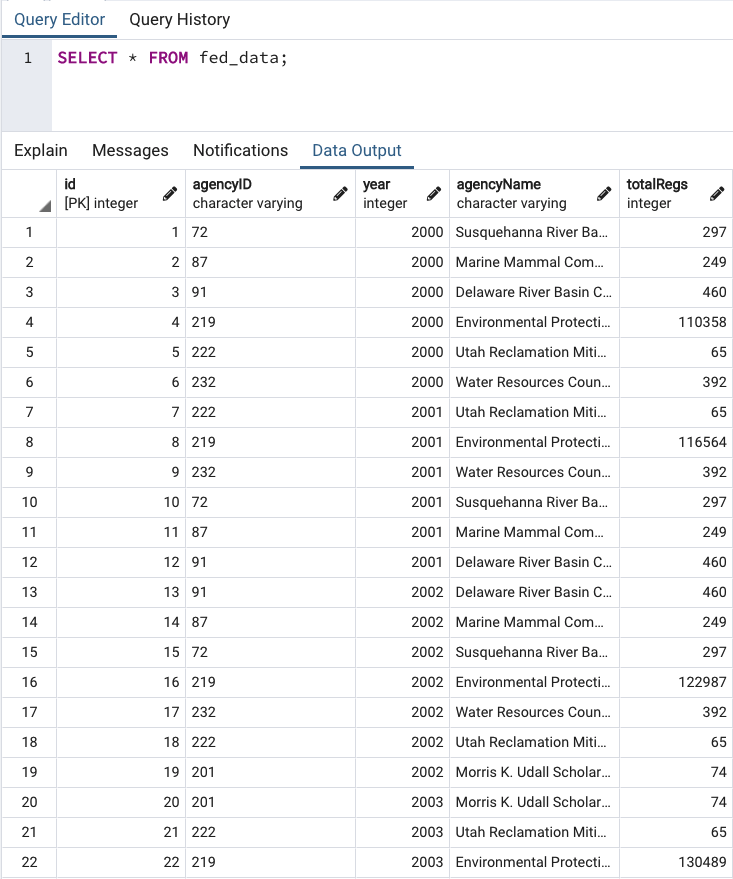 Query Editor Query History
1 SELECT * FROM fed_data;
Explain Messages Notifications Data Output
id agencyID year agencyName totalRegs
[PK] integer character varying integer character varying integer
1 1 72 2000 Susquehanna River Ba... 297
2 2 87 2000 Marine Mammal Com... 249
3 3 91 2000 Delaware River Basin C... 460
4 4 219 2000 Environmental Protecti... 110358
5 5 222 2000 Utah Reclamation Miti... 65
6 6 232 2000 Water Resources Coun... 392
7 7 222 2001 Utah Reclamation Miti... 65
8 8 219 2001 Environmental Protecti... 116564
9 9 232 2001 Water Resources Coun... 392
10 10 72 2001 Susquehanna River Ba... 297
11 11 87 2001 Marine Mammal Com... 249
12 12 91 2001 Delaware River Basin C... 460
13 13 91 2002 Delaware River Basin C... 460
14 14 87 2002 Marine Mammal Com... 249
15 15 72 2002 Susquehanna River Ba... 297
16 16 219 2002 Environmental Protecti... 122987
17 17 232 2002 Water Resources Coun... 392
18 18 222 2002 Utah Reclamation Miti... 65
19 19 201 2002 Morris K. Udall Scholar... 74
20 20 201 2003 Morris K. Udall Scholar... 74
21 21 222 2003 Utah Reclamation Miti... 65
22 22 219 2003 Environmental Protecti... 130489